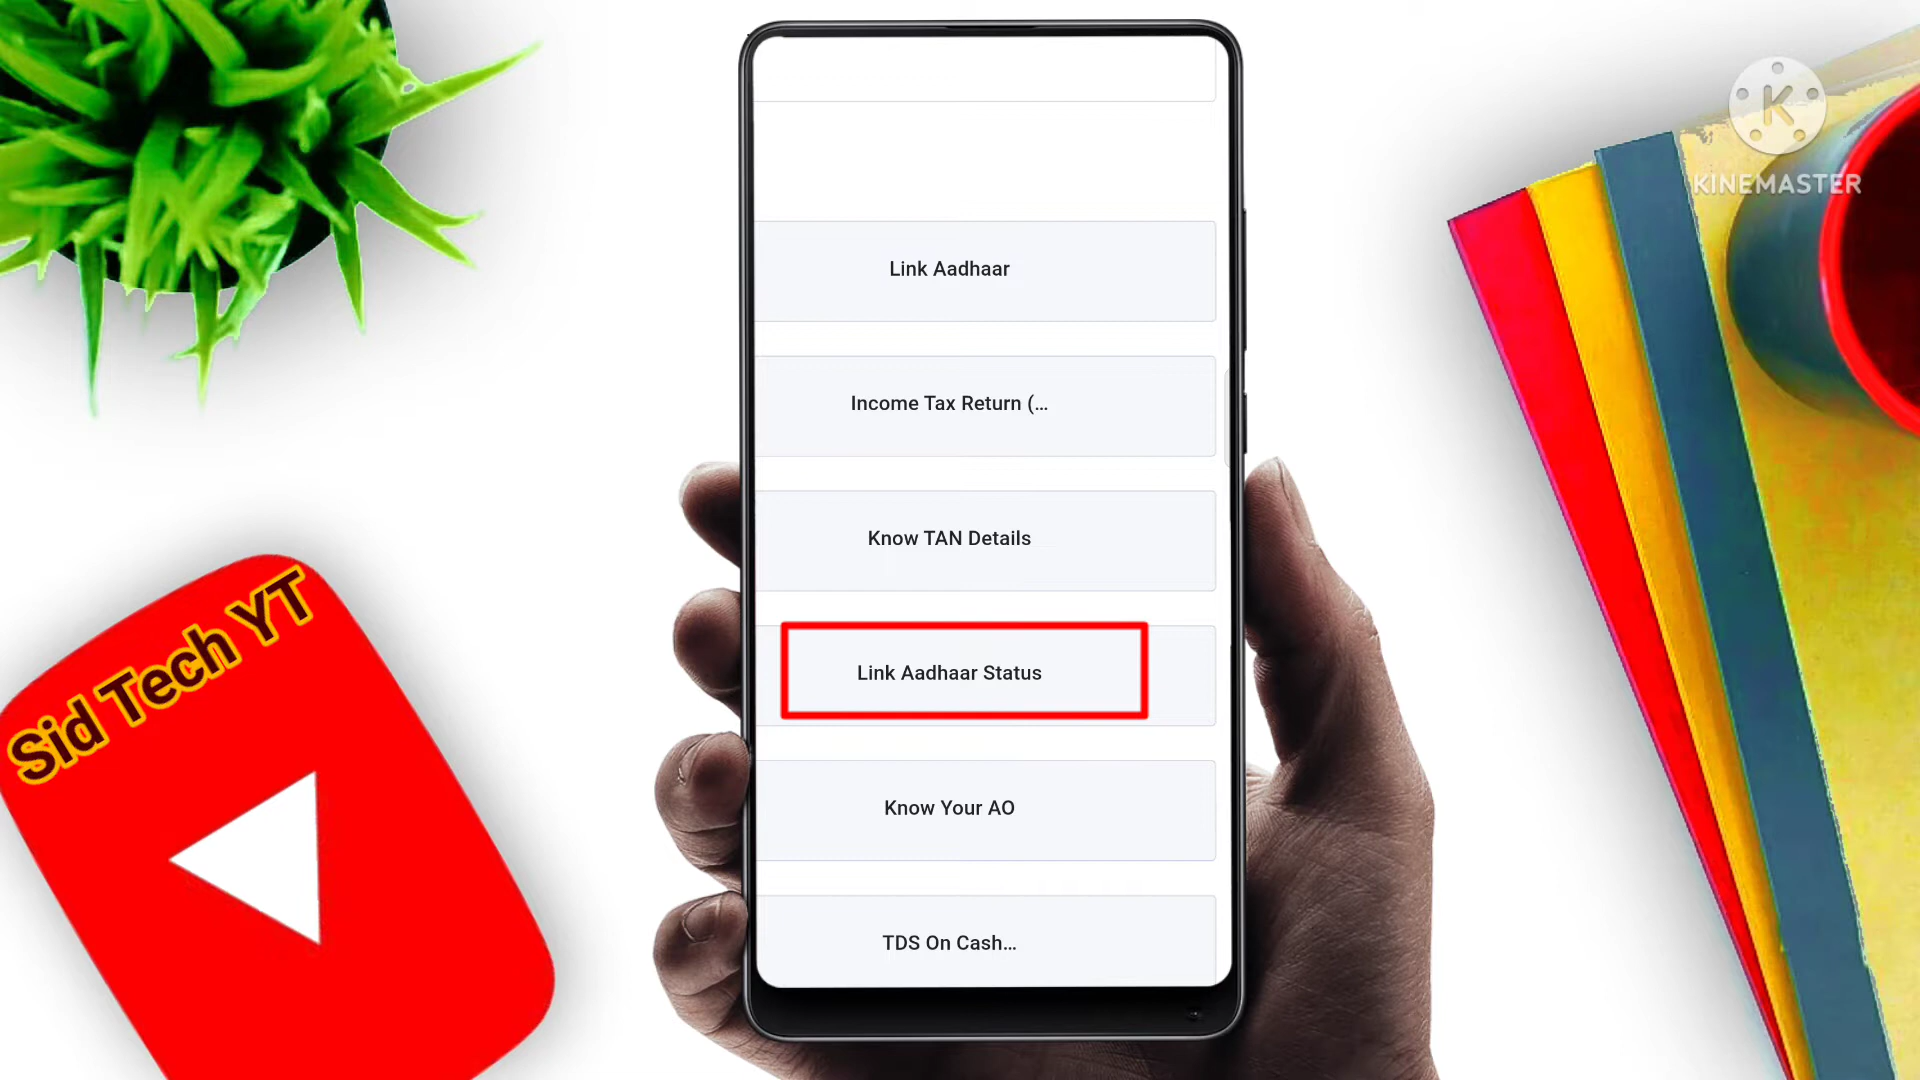 K
KINEMASTER
Link Aadhaar
Income Tax Return (...
Know TAN Details
Link Aadhaar Status
Know Your AO
TDS On Cash...
Sid Tech YT